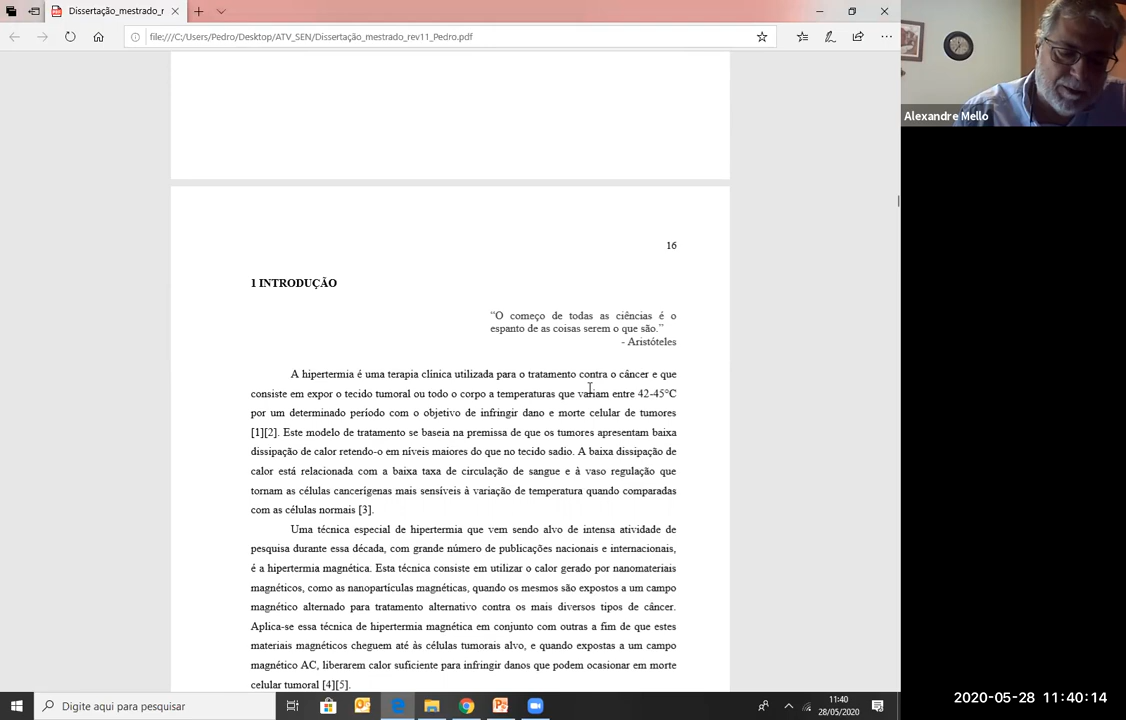 Dissertação_mestrado_r
file:///C:/Users/Pedro/Desktop/ATV_SEN/Dissertação_mestrado_rev11_Pedro.pdf
Alexandre Mello
16
1 INTRODUÇÃO
“O começo de todas as ciências é o
espanto de as coisas serem o que são.”
- Aristóteles
A hipertermia é uma terapia clínica utilizada para o tratamento contra o câncer e que
consiste em expor o tecido tumoral ou todo o corpo a temperaturas que variam entre 42-45°C
por um determinado período com o objetivo de infringir dano e morte celular de tumores
[1][2]. Este modelo de tratamento se baseia na premissa de que os tumores apresentam baixa
dissipação de calor retendo-o em níveis maiores do que no tecido sadio. A baixa dissipação de
calor está relacionada com a baixa taxa de circulação de sangue e à vaso regulação que
tornam as células cancerígenas mais sensíveis à variação de temperatura quando comparadas
com as células normais [3].
Uma técnica especial de hipertermia que vem sendo alvo de intensa atividade de
pesquisa durante essa década, com grande número de publicações nacionais e internacionais,
é a hipertermia magnética. Esta técnica consiste em utilizar o calor gerado por nanomateriais
magnéticos, como as nanopartículas magnéticas, quando os mesmos são expostos a um campo
magnético alternado para tratamento alternativo contra os mais diversos tipos de câncer.
Aplica-se essa técnica de hipertermia magnética em conjunto com outras a fim de que estes
materiais magnéticos cheguem até às células tumorais alvo, e quando expostas a um campo
magnético AC, liberarem calor suficiente para infringir danos que podem ocasionar em morte
celular tumoral [4][5].
Digite aqui para pesquisar
11:40
28/05/2020
2020-05-28 11:40:14